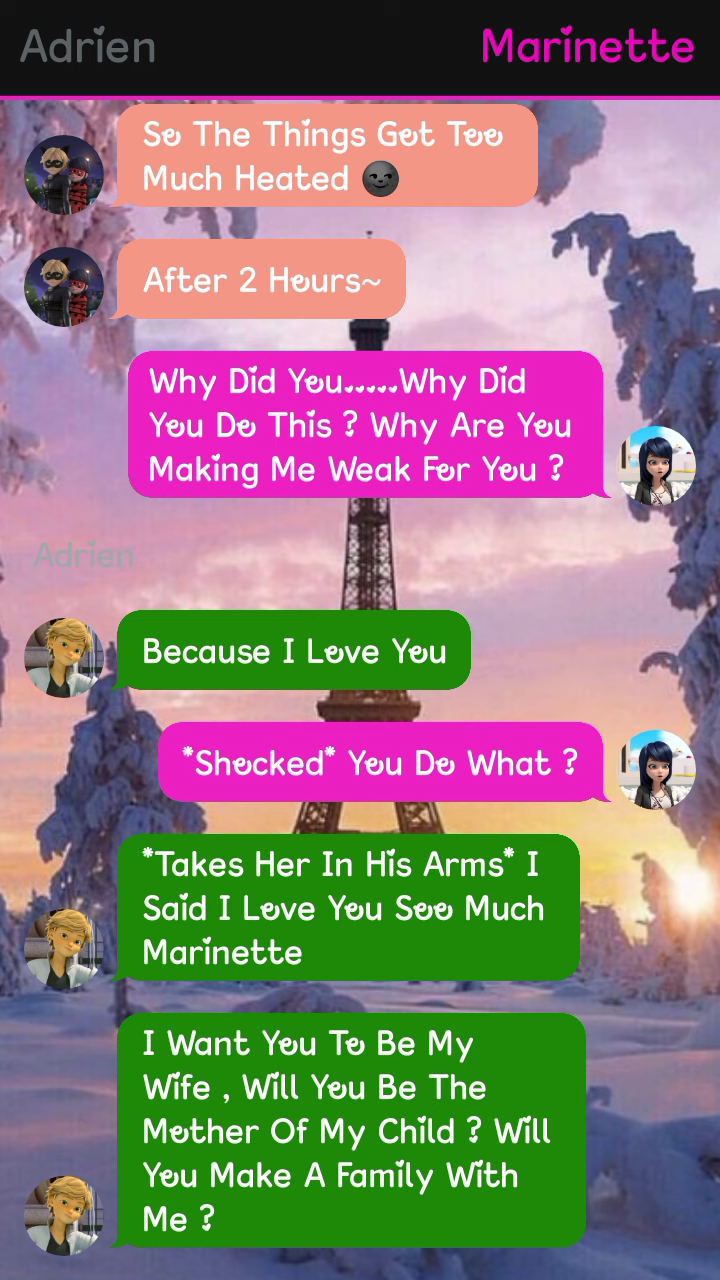 Adrien
Marinette
So The Things Got Too
Much Heated 🌚
After 2 Hours~
Why Did You.....Why Did
You Do This ? Why Are You
Making Me Weak For You ?
Adrien
Because I Love You
*Shocked* You Do What ?
*Takes Her In His Arms* I
Said I Love You Soo Much
Marinette
I Want You To Be My
Wife , Will You Be The
Mother Of My Child ? Will
You Make A Family With
Me ?